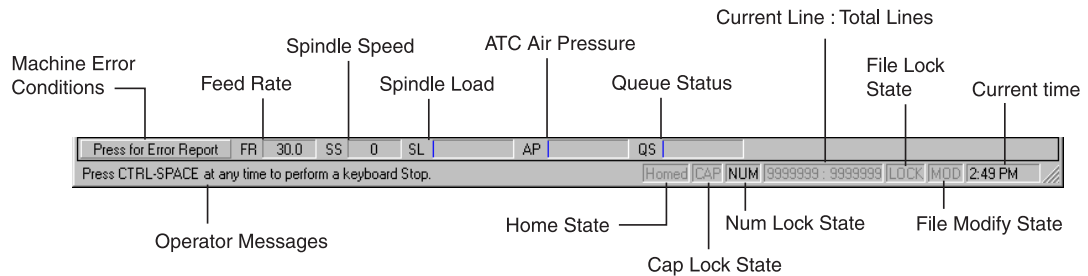 Current Line : Total Lines
Spindle Speed
ATC Air Pressure
Machine Error
Conditions
Feed Rate
Spindle Load
Queue Status
File Lock
State
Current time
Press for Error Report FR 30.0 SS 0 SL AP QS
Press CTRL-SPACE at any time to perform a keyboard Stop. Homed CAP NUM 9999999 : 9999999 LOCK MOD 2:49 PM
Operator Messages
Home State
Num Lock State
File Modify State
Cap Lock State